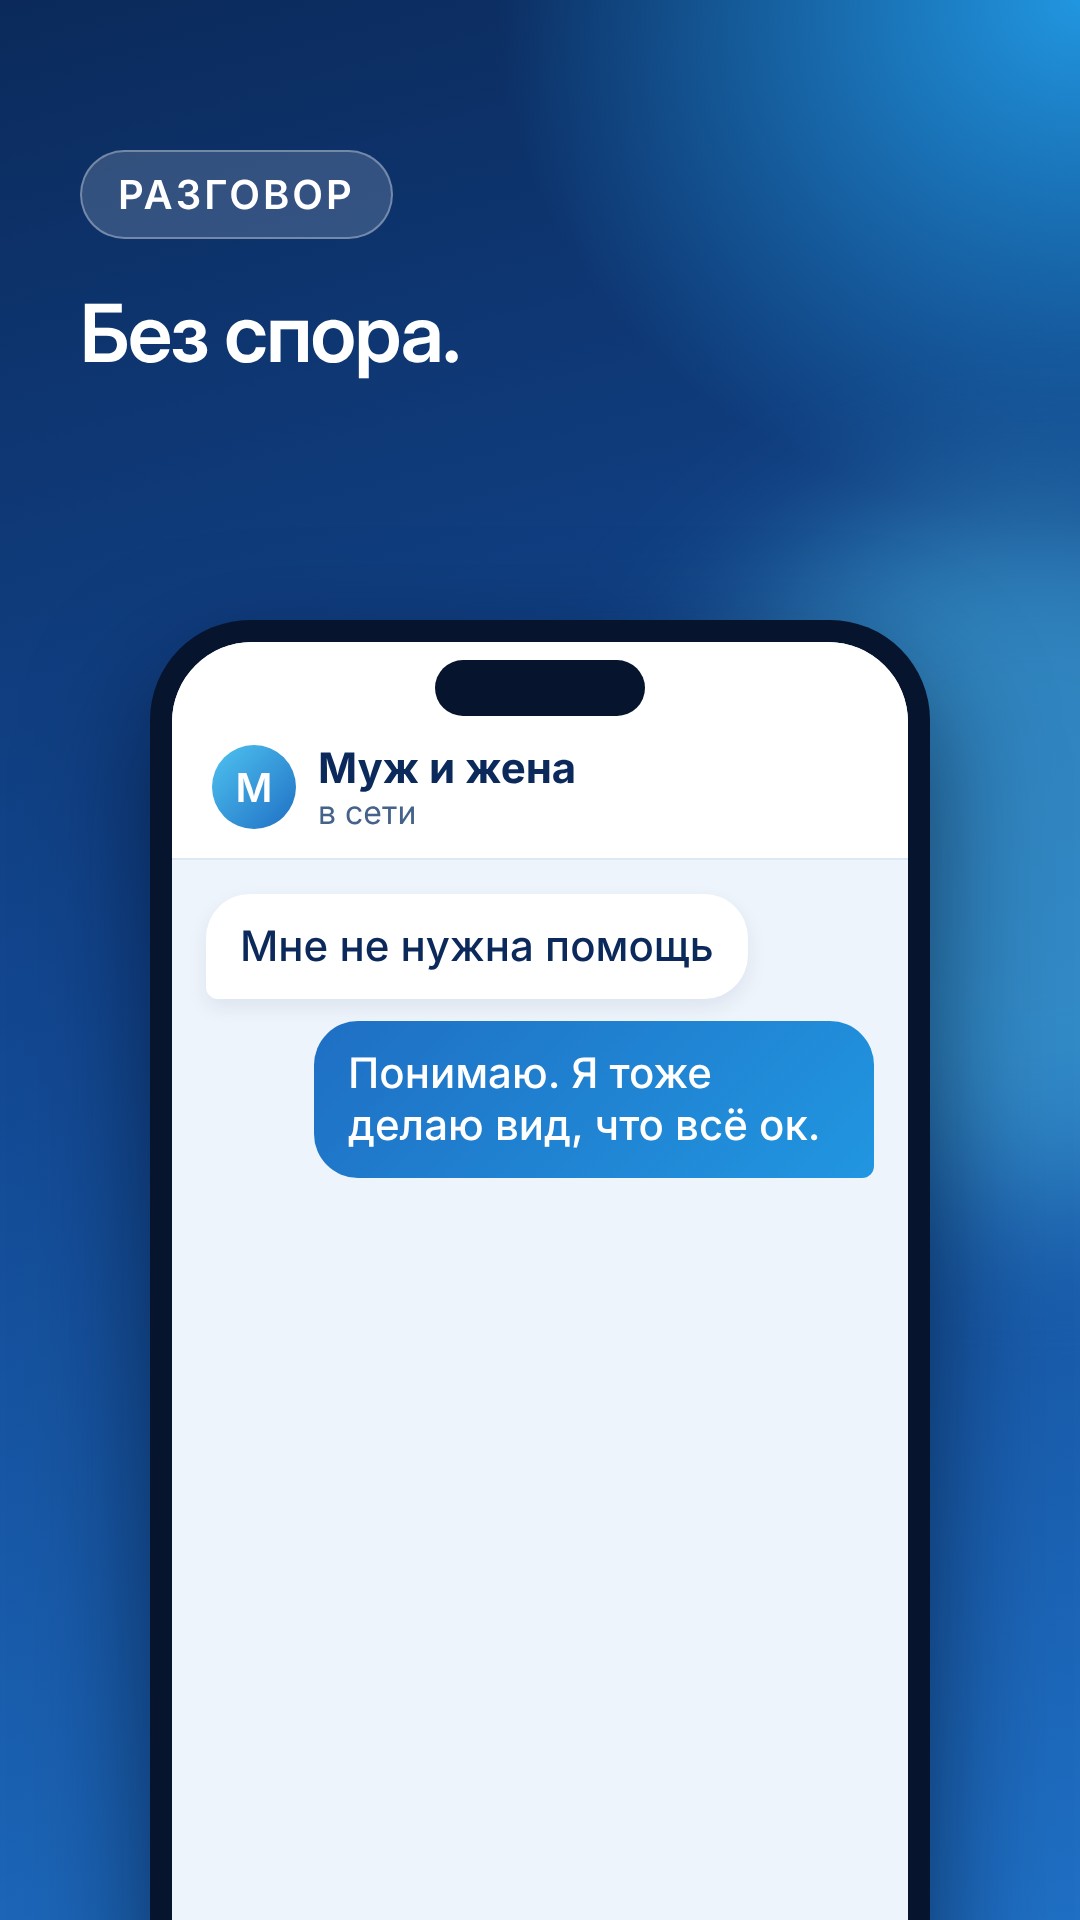 РАЗГОВОР
Без спора.
М
Муж и жена
в сети
Мне не нужна помощь
Понимаю. Я тоже
делаю вид, что всё ок.